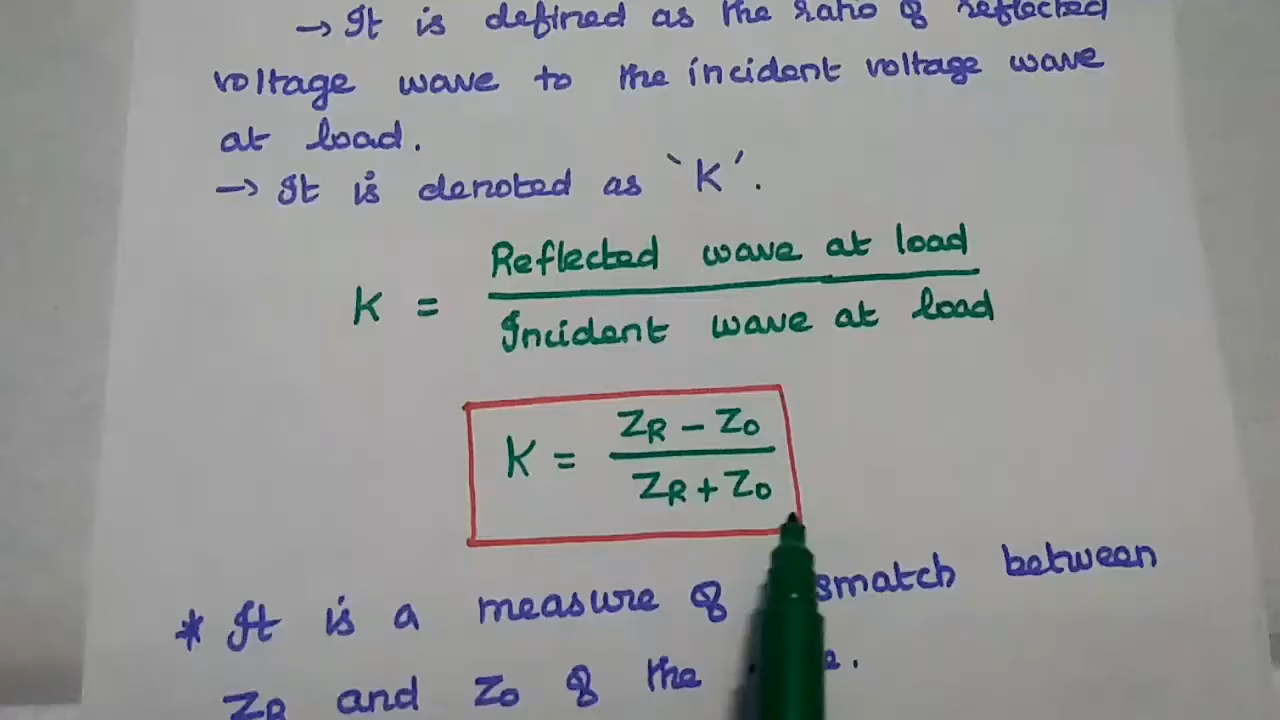 → It is defined as the ratio of reflected
voltage wave to the incident voltage wave
at load.
→ It is denoted as `K'.
K = Reflected wave at load
Incident wave at load
K = ZR - Z0
ZR + Z0
* It is a measure of between
ZR and Z0 of the